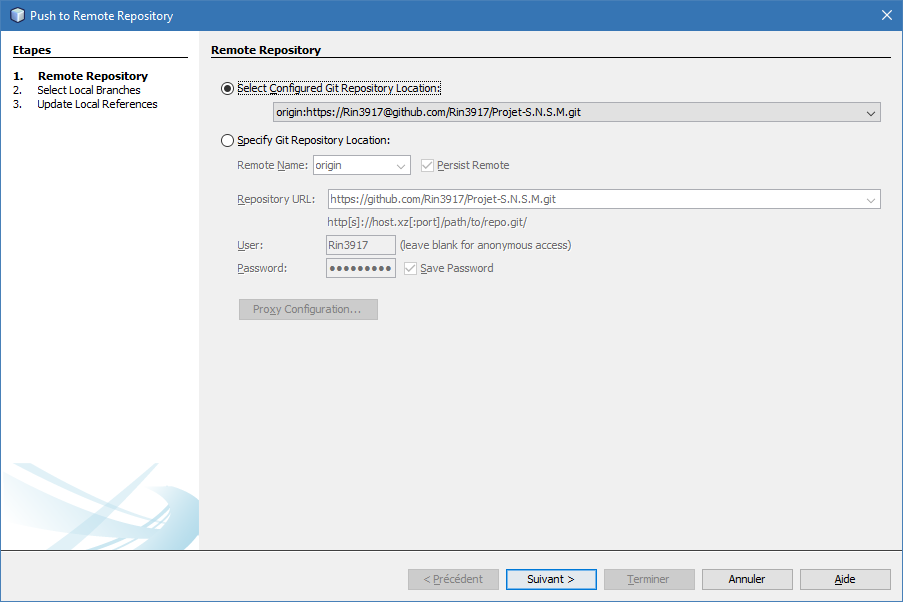 Push to Remote Repository
Etapes
1. Remote Repository
2. Select Local Branches
3. Update Local References
Remote Repository
Select Configured Git Repository Location:
origin:https://Rin3917@github.com/Rin3917/Projet-S.N.S.M.git
Specify Git Repository Location:
Remote Name: origin Persist Remote
Repository URL: https://github.com/Rin3917/Projet-S.N.S.M.git
http[s]://host.xz[:port]/path/to/repo.git/
User: Rin3917 (leave blank for anonymous access)
Password: ●●●●●●●●● Save Password
Proxy Configuration...
< Précédent Suivant > Terminer Annuler Aide